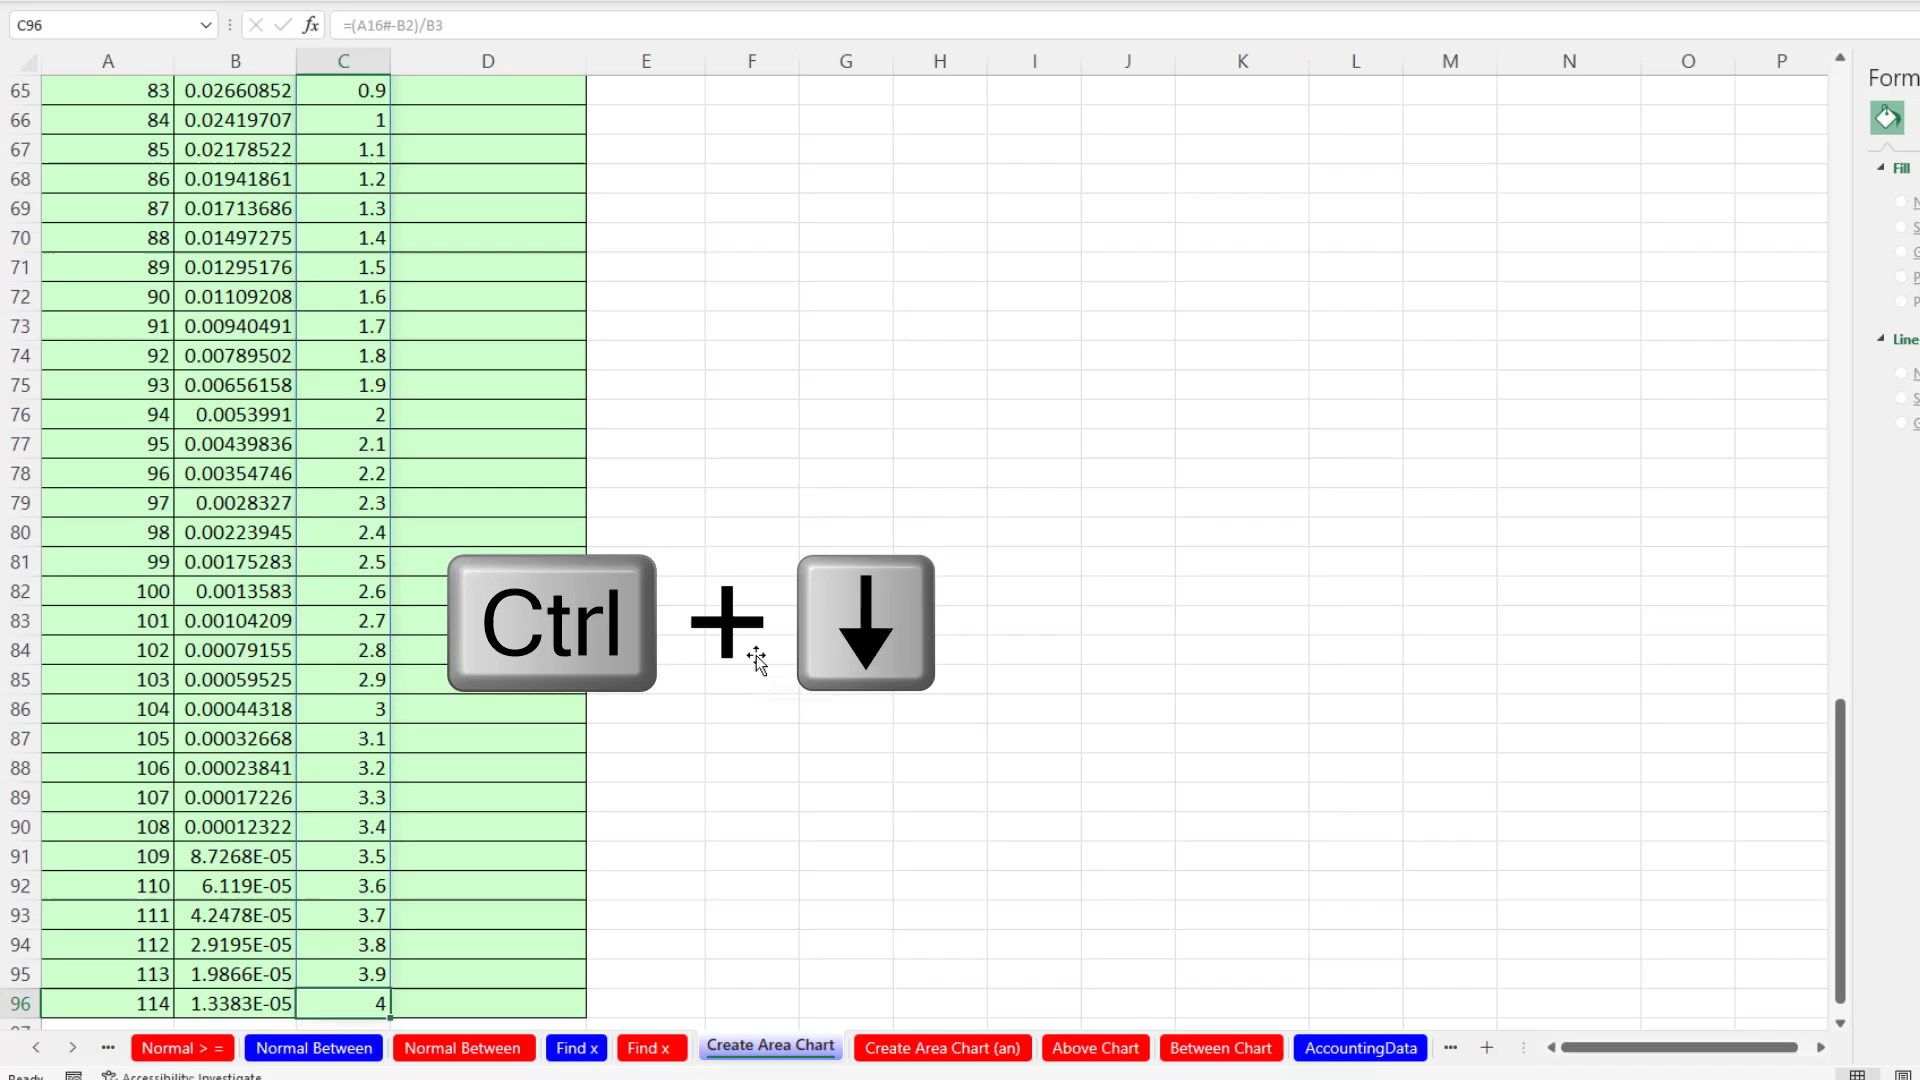 C96 fx =(A16#-B2)/B3
A B C D E F G H I J K L M N O P
Form
65 83 0.02660852 0.9
66 84 0.02419707 1
67 85 0.02178522 1.1
68 86 0.01941861 1.2
69 87 0.01713686 1.3
70 88 0.01497275 1.4
71 89 0.01295176 1.5
72 90 0.01109208 1.6
73 91 0.00940491 1.7
74 92 0.00789502 1.8
75 93 0.00656158 1.9
76 94 0.0053991 2
77 95 0.00439836 2.1
78 96 0.00354746 2.2
79 97 0.0028327 2.3
80 98 0.00223945 2.4
81 99 0.00175283 2.5
82 100 0.0013583 2.6
83 101 0.00104209 2.7
84 102 0.00079155 2.8
85 103 0.00059525 2.9
86 104 0.00044318 3
87 105 0.00032668 3.1
88 106 0.00023841 3.2
89 107 0.00017226 3.3
90 108 0.00012322 3.4
91 109 8.7268E-05 3.5
92 110 6.119E-05 3.6
93 111 4.2478E-05 3.7
94 112 2.9195E-05 3.8
95 113 1.9866E-05 3.9
96 114 1.3383E-05 4
Ctrl + ↓
Fill
N
S
G
P
P
Line
N
S
G
Normal > = Normal Between Normal Between Find x Find x Create Area Chart Create Area Chart (an) Above Chart Between Chart AccountingData
Ready Accessibility: Investigate